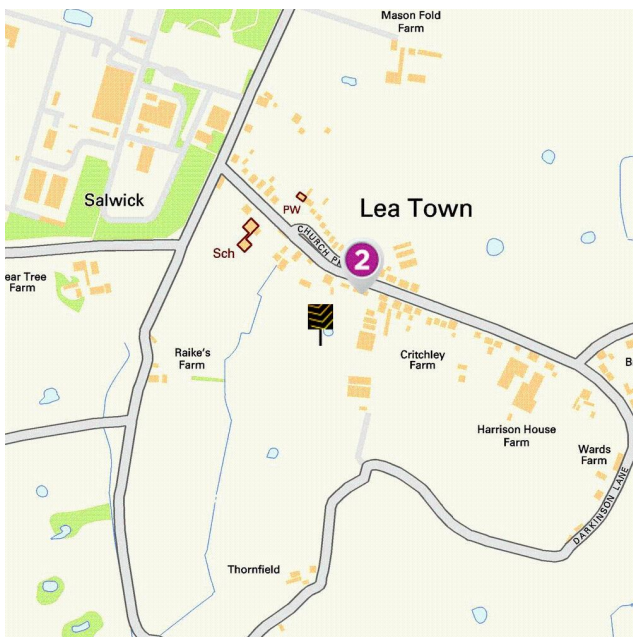 Mason Fold
Farm
Salwick
PW
Lea Town
Sch
CHURCH
2
ear Tree
Farm
Raike's
Farm
Critchley
Farm
Harrison House
Farm
Wards
Farm
DARKINSON LANE
Thornfield